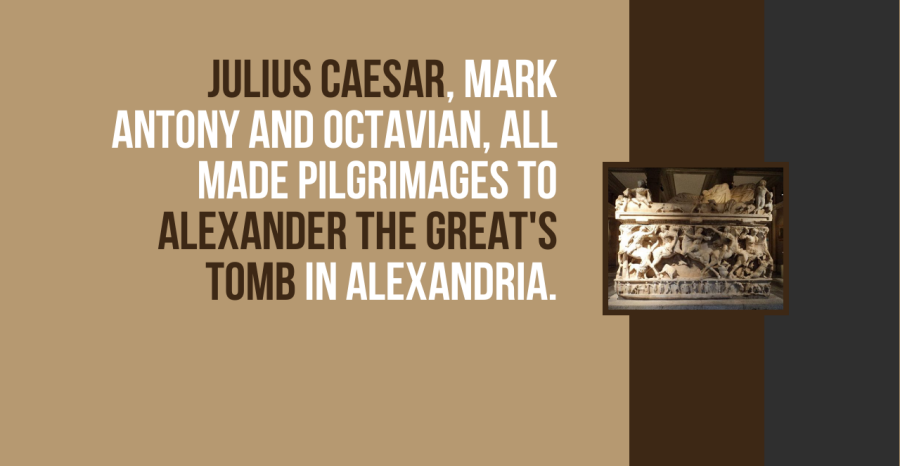 JULIUS CAESAR, MARK
ANTONY AND OCTAVIAN, ALL
MADE PILGRIMAGES TO
ALEXANDER THE GREAT'S
TOMB IN ALEXANDRIA.